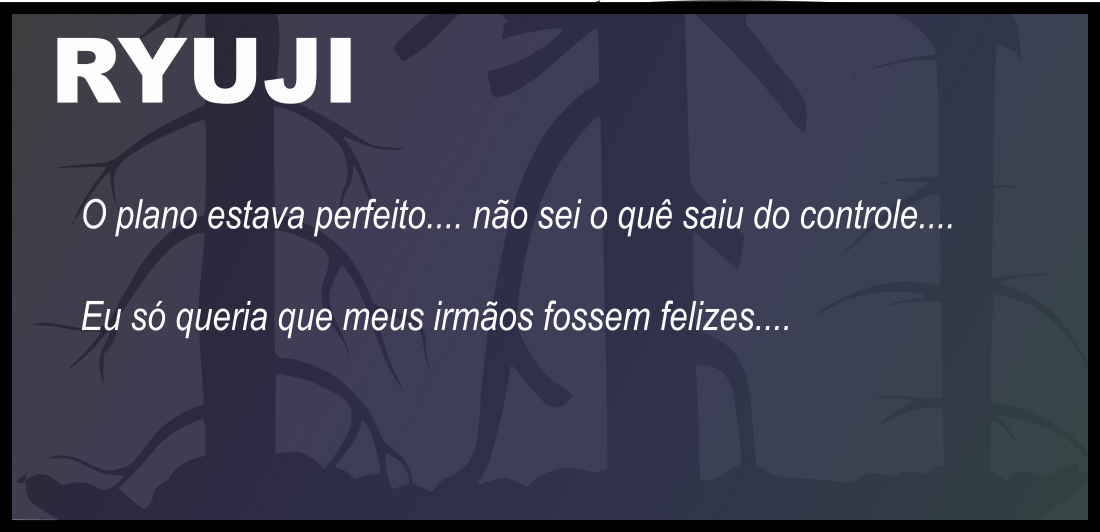 RYUJI
O plano estava perfeito.... não sei o quê saiu do controle....
Eu só queria que meus irmãos fossem felizes....